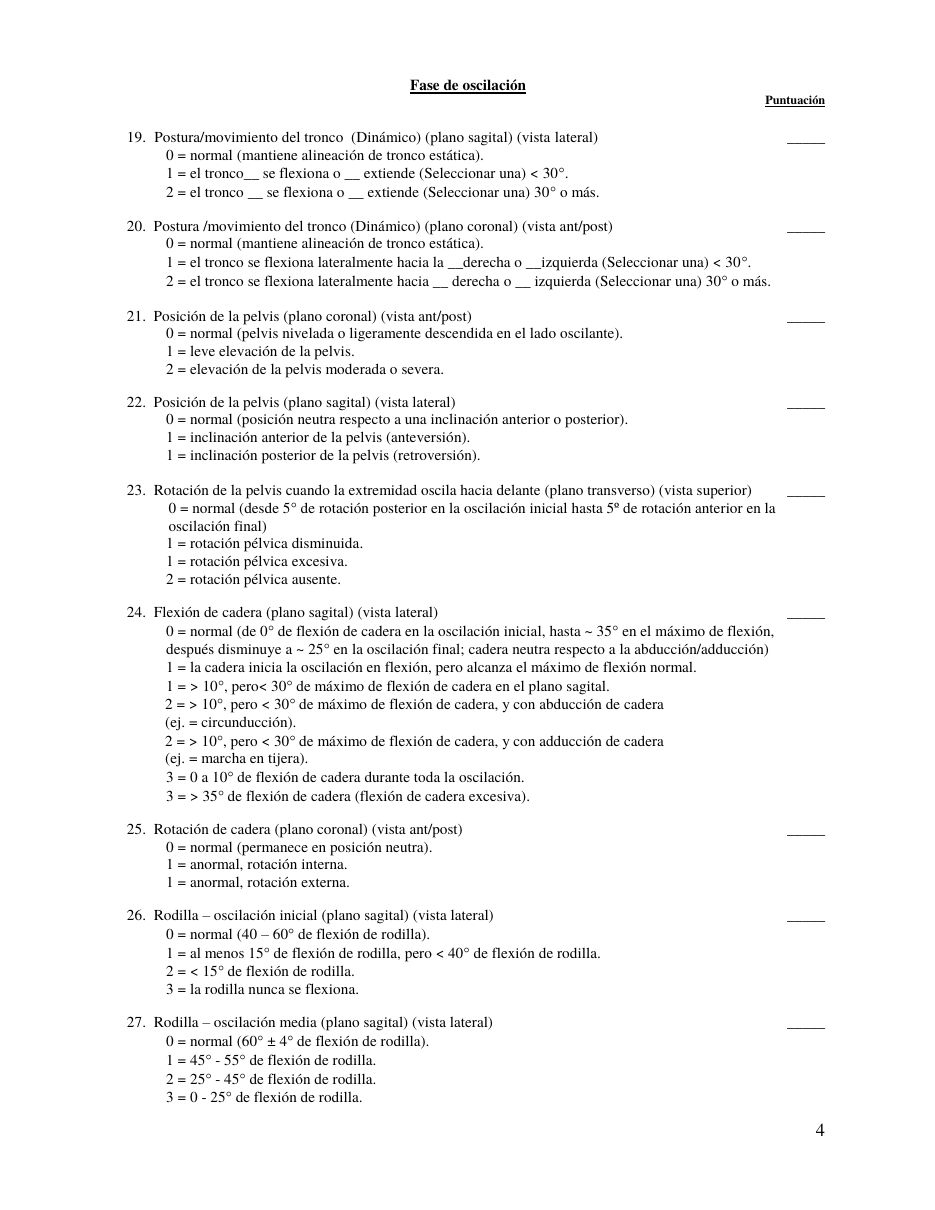 Fase de oscilación
Puntuación
19. Postura/movimiento del tronco (Dinámico) (plano sagital) (vista lateral) _____
0 = normal (mantiene alineación de tronco estática).
1 = el tronco__ se flexiona o __ extiende (Seleccionar una) < 30°.
2 = el tronco __ se flexiona o __ extiende (Seleccionar una) 30° o más.
20. Postura /movimiento del tronco (Dinámico) (plano coronal) (vista ant/post) _____
0 = normal (mantiene alineación de tronco estática).
1 = el tronco se flexiona lateralmente hacia la __derecha o __izquierda (Seleccionar una) < 30°.
2 = el tronco se flexiona lateralmente hacia __ derecha o __ izquierda (Seleccionar una) 30° o más.
21. Posición de la pelvis (plano coronal) (vista ant/post) _____
0 = normal (pelvis nivelada o ligeramente descendida en el lado oscilante).
1 = leve elevación de la pelvis.
2 = elevación de la pelvis moderada o severa.
22. Posición de la pelvis (plano sagital) (vista lateral) _____
0 = normal (posición neutra respecto a una inclinación anterior o posterior).
1 = inclinación anterior de la pelvis (anteversión).
1 = inclinación posterior de la pelvis (retroversión).
23. Rotación de la pelvis cuando la extremidad oscila hacia delante (plano transverso) (vista superior) _____
0 = normal (desde 5° de rotación posterior en la oscilación inicial hasta 5º de rotación anterior en la
oscilación final)
1 = rotación pélvica disminuida.
1 = rotación pélvica excesiva.
2 = rotación pélvica ausente.
24. Flexión de cadera (plano sagital) (vista lateral) _____
0 = normal (de 0° de flexión de cadera en la oscilación inicial, hasta ~ 35° en el máximo de flexión,
después disminuye a ~ 25° en la oscilación final; cadera neutra respecto a la abducción/adducción)
1 = la cadera inicia la oscilación en flexión, pero alcanza el máximo de flexión normal.
1 = > 10°, pero< 30° de máximo de flexión de cadera en el plano sagital.
2 = > 10°, pero < 30° de máximo de flexión de cadera, y con abducción de cadera
(ej. = circunducción).
2 = > 10°, pero < 30° de máximo de flexión de cadera, y con adducción de cadera
(ej. = marcha en tijera).
3 = 0 a 10° de flexión de cadera durante toda la oscilación.
3 = > 35° de flexión de cadera (flexión de cadera excesiva).
25. Rotación de cadera (plano coronal) (vista ant/post) _____
0 = normal (permanece en posición neutra).
1 = anormal, rotación interna.
1 = anormal, rotación externa.
26. Rodilla – oscilación inicial (plano sagital) (vista lateral) _____
0 = normal (40 – 60° de flexión de rodilla).
1 = al menos 15° de flexión de rodilla, pero < 40° de flexión de rodilla.
2 = < 15° de flexión de rodilla.
3 = la rodilla nunca se flexiona.
27. Rodilla – oscilación media (plano sagital) (vista lateral) _____
0 = normal (60° ± 4° de flexión de rodilla).
1 = 45° - 55° de flexión de rodilla.
2 = 25° - 45° de flexión de rodilla.
3 = 0 - 25° de flexión de rodilla.
4